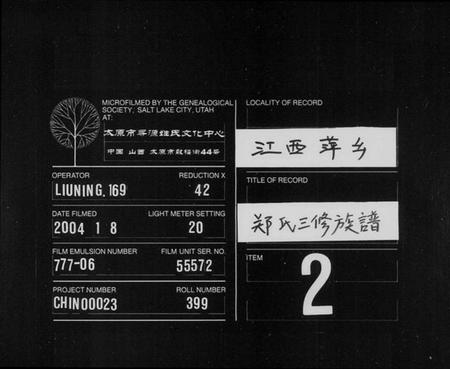 MICROFILMED BY THE GENEALOGICAL
SOCIETY, SALT LAKE CITY, UTAH
AT:
太原市寻源姓氏文化中心
中国 山西 太原市鼓楼街44号
OPERATOR
LIUNING, 169
REDUCTION X
42
DATE FILMED
2004 1 8
LIGHT METER SETTING
20
FILM EMULSION NUMBER
777-06
FILM UNIT SER. NO.
55572
PROJECT NUMBER
CHIN00023
ROLL NUMBER
399
LOCALITY OF RECORD
江西 萍乡
TITLE OF RECORD
郑氏三修族譜
ITEM
2